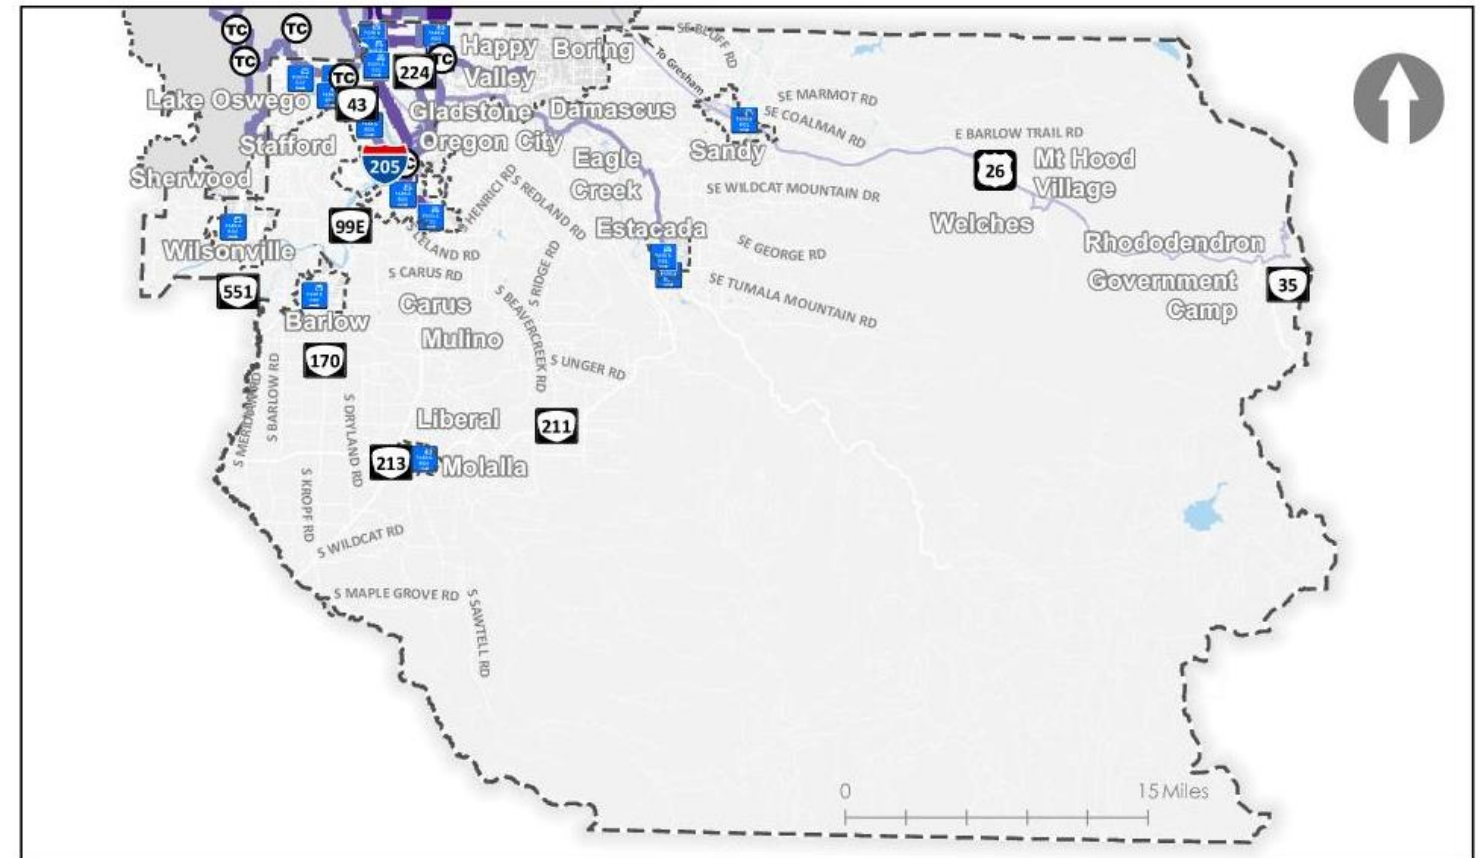 TC
TC
TC
TC
TC
Happy
Valley
Boring
SE BLUFF RD
To Gresham
224
43
Lake Oswego
Gladstone
Damascus
SE MARMOT RD
SE COALMAN RD
Stafford
Oregon City
Sandy
E BARLOW TRAIL RD
205
Eagle
Creek
26
Mt Hood
Village
Sherwood
S HENRICI RD
S REDLAND RD
SE WILDCAT MOUNTAIN DR
99E
Estacada
Welches
Wilsonville
S LELAND RD
SE GEORGE RD
Rhododendron
S CARUS RD
S RIDGE RD
SE TUMALA MOUNTAIN RD
Government
Camp
35
551
Barlow
Carus
S BEAVERCREEK RD
Mulino
170
S UNGER RD
S BARLOW RD
S DRYLAND RD
Liberal
211
213
Molalla
S KROPF RD
S WILDCAT RD
S MAPLE GROVE RD
S SAWTELL RD
0
15 Miles